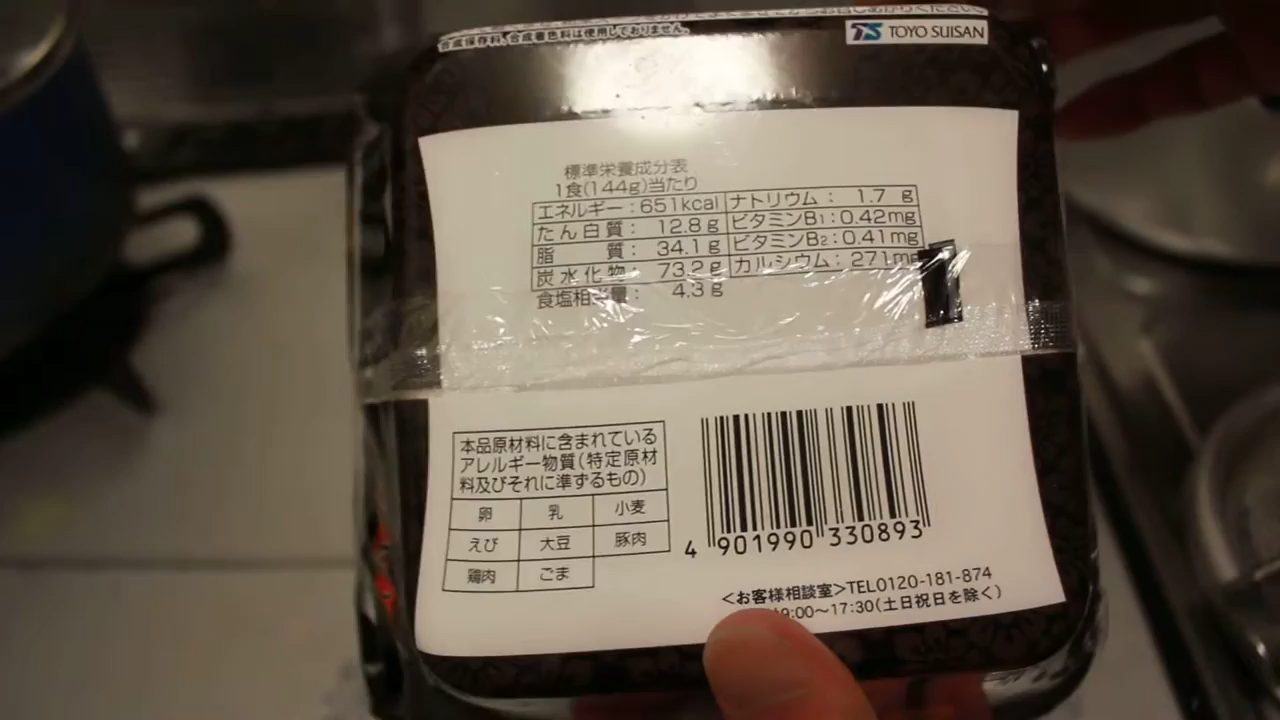 合成保存料、合成着色料は使用しておりません。
TS TOYO SUISAN
標準栄養成分表
1食(144g)当たり
エネルギー：651kcal ナトリウム： 1.7 g
たん白質： 12.8g ビタミンB1：0.42mg
脂 質： 34.1g ビタミンB2：0.41mg
炭水化物： 73.2g カルシウム：271mg
食塩相当量： 4.3g
本品原材料に含まれている
アレルギー物質(特定原材
料及びそれに準ずるもの)
卵 乳 小麦
えび 大豆 豚肉
鶏肉 ごま
4 901990 330893
<お客様相談室>TEL0120-181-874
9:00〜17:30(土日祝日を除く)